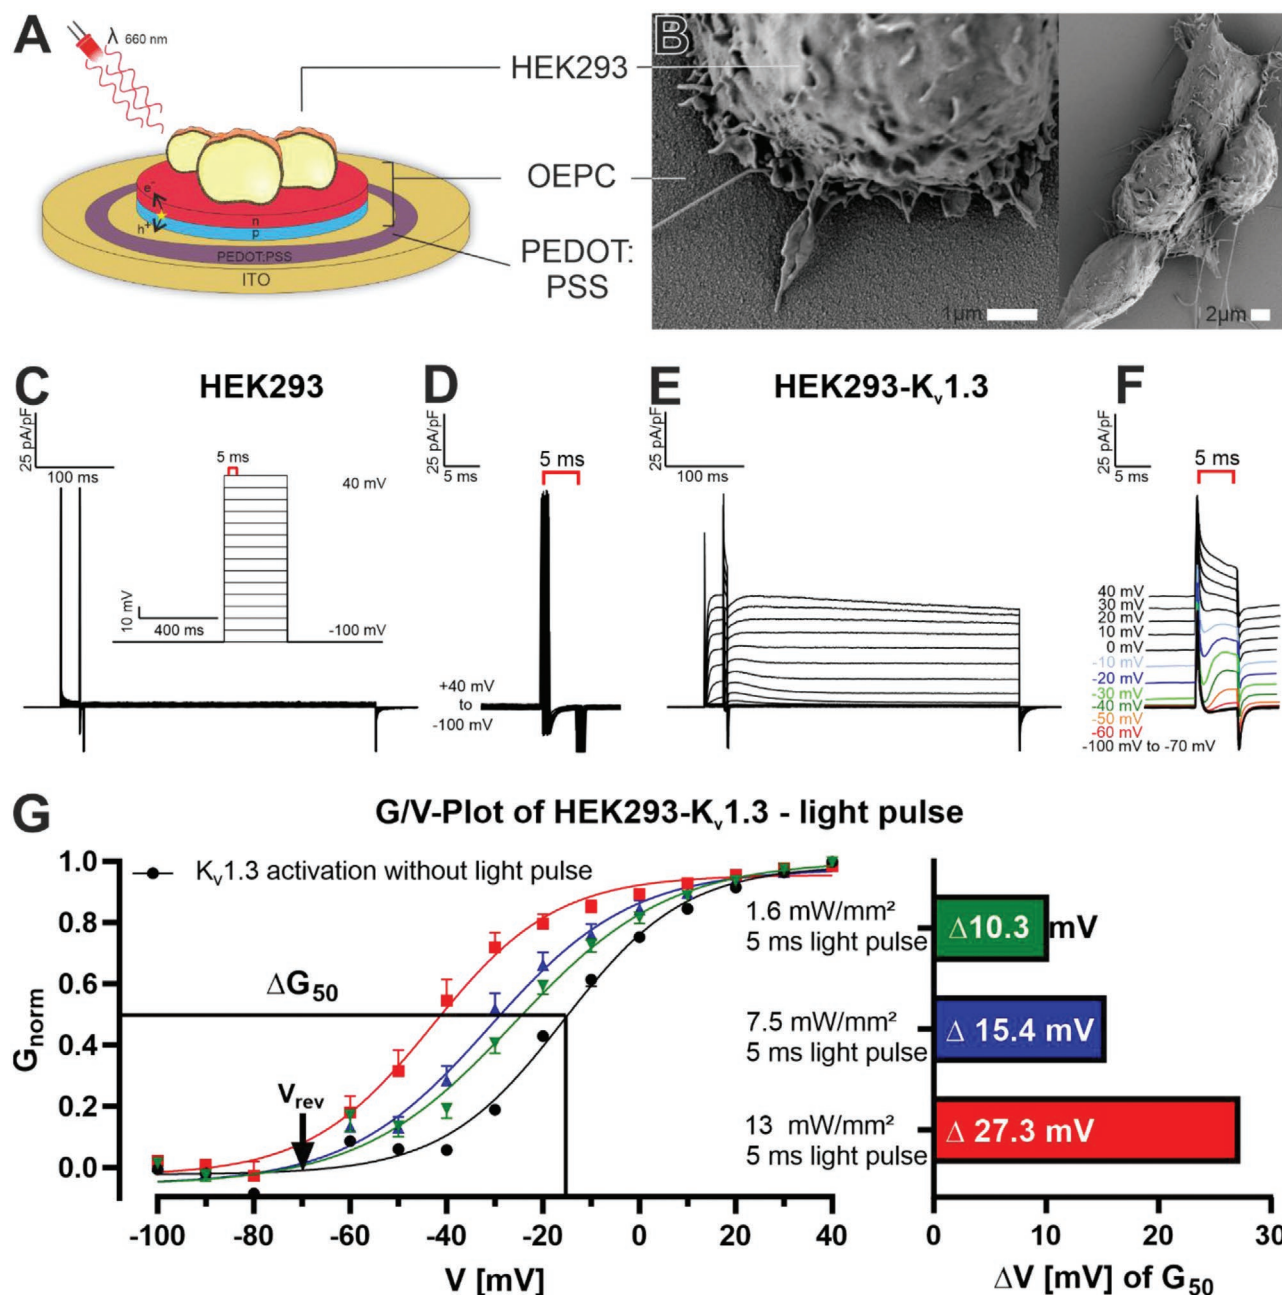 A
λ 660 nm
HEK293
OEPC
PEDOT:
PSS
e⁻
h⁺
n
p
PEDOT:PSS
ITO
B
1µm
2µm
C
HEK293
25 pA/pF
100 ms
5 ms
40 mV
10 mV
400 ms
-100 mV
D
25 pA/pF
5 ms
5 ms
+40 mV
to
-100 mV
E
HEK293-Kv1.3
25 pA/pF
100 ms
F
25 pA/pF
5 ms
5 ms
40 mV
30 mV
20 mV
10 mV
0 mV
-10 mV
-20 mV
-30 mV
-40 mV
-50 mV
-60 mV
-100 mV to -70 mV
G
G/V-Plot of HEK293-Kv1.3 - light pulse
Kv1.3 activation without light pulse
ΔG50
Vrev
Gnorm
1.0
0.8
0.6
0.4
0.2
0.0
-100
-80
-60
-40
-20
0
20
40
V [mV]
1.6 mW/mm²
5 ms light pulse
Δ10.3 mV
7.5 mW/mm²
5 ms light pulse
Δ 15.4 mV
13 mW/mm²
5 ms light pulse
Δ 27.3 mV
0
10
20
30
ΔV [mV] of G50